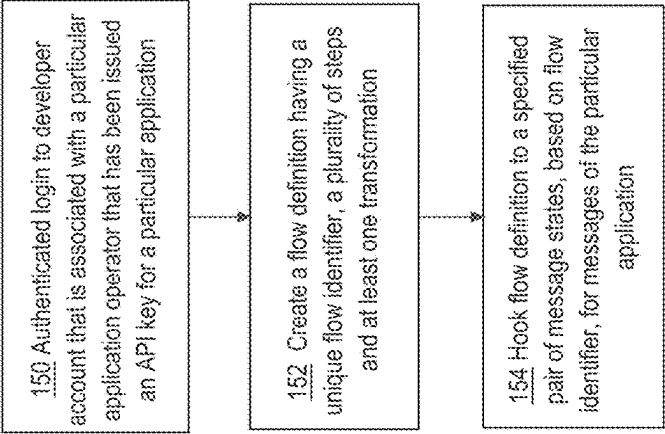 150 Authenticated login to developer
account that is associated with a particular
application operator that has been issued
an API key for a particular application
152 Create a flow definition having a
unique flow identifier, a plurality of steps
and at least one transformation
154 Hook flow definition to a specified
pair of message states, based on flow
identifier, for messages of the particular
application